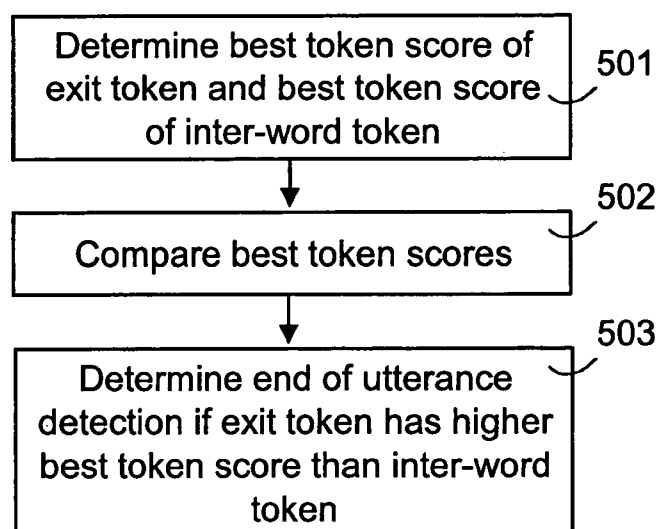 Determine best token score of
exit token and best token score
of inter-word token
501
502
Compare best token scores
503
Determine end of utterance
detection if exit token has higher
best token score than inter-word
token